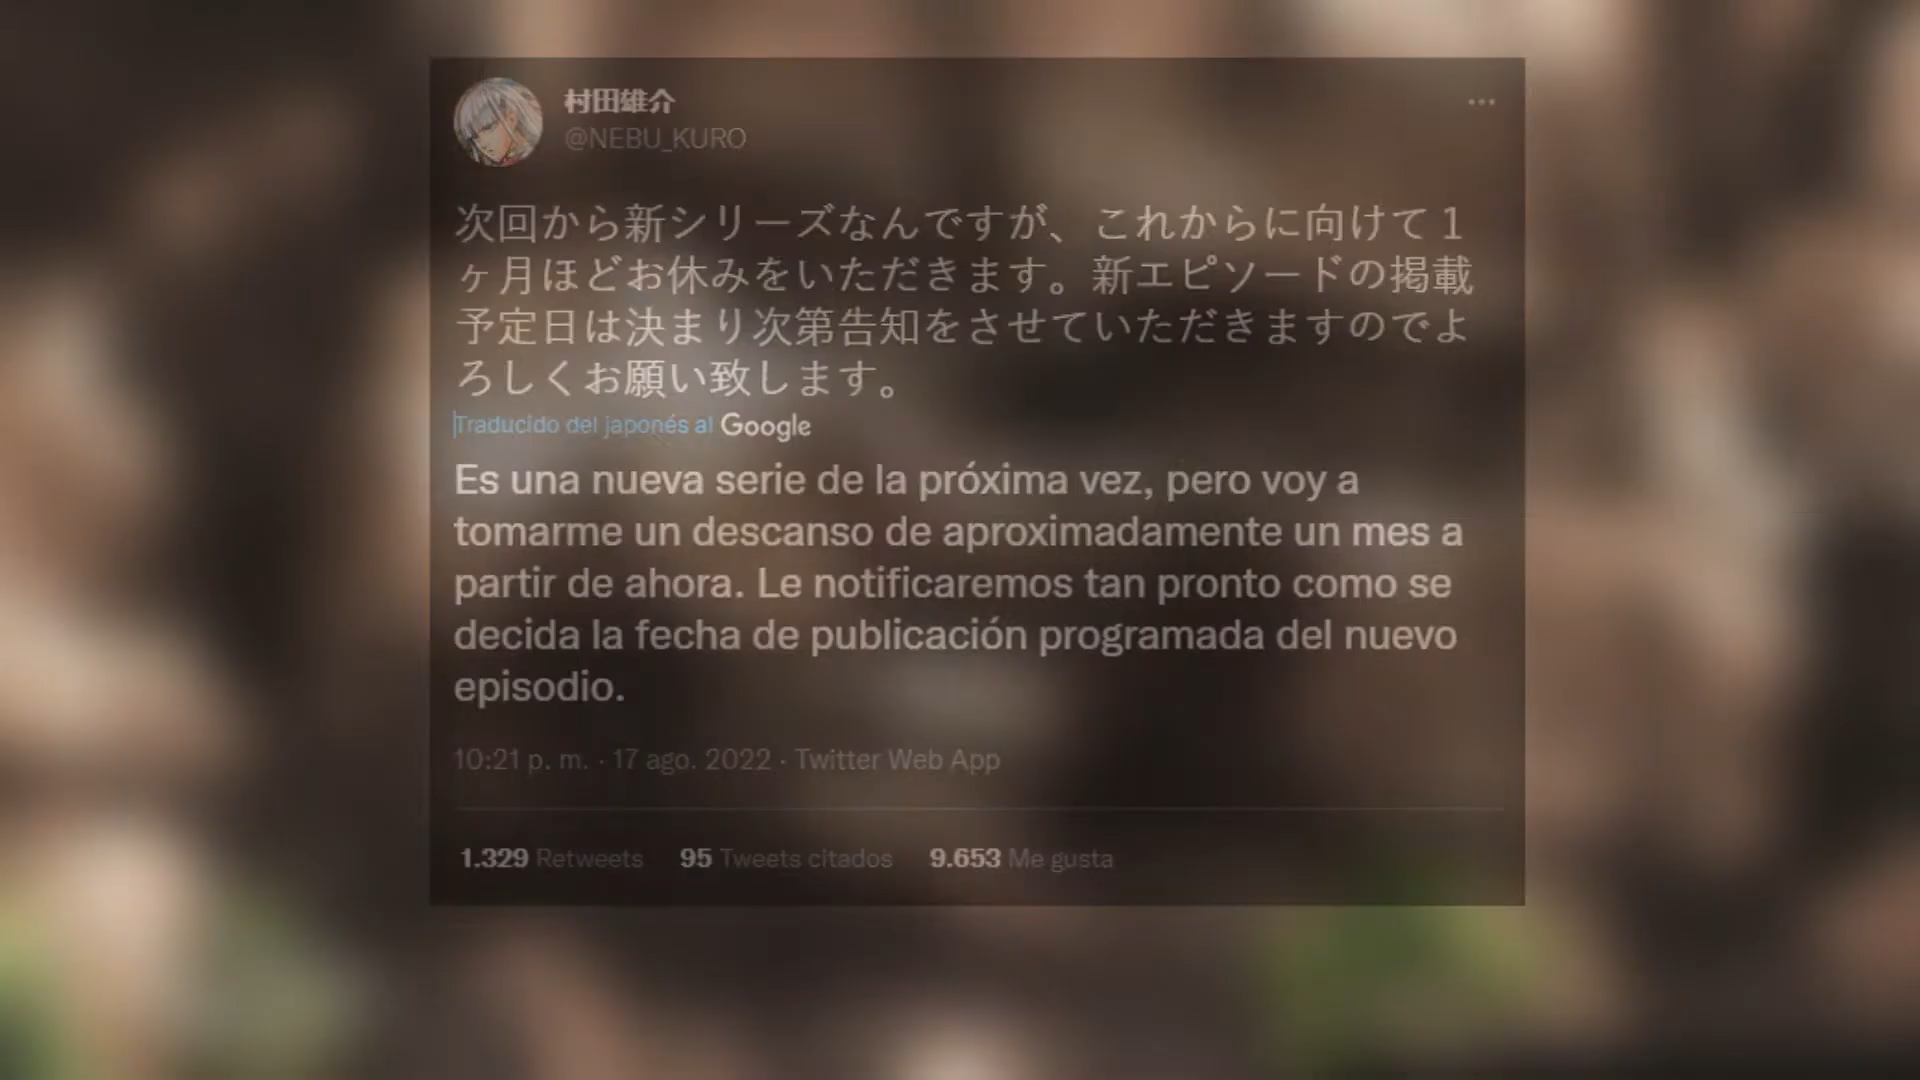 村田雄介
@NEBU_KURO
次回から新シリーズなんですが、これからに向けて１
ヶ月ほどお休みをいただきます。新エピソードの掲載
予定日は決まり次第告知をさせていただきますのでよ
ろしくお願い致します。
Traducido del japonés al Google
Es una nueva serie de la próxima vez, pero voy a
tomarme un descanso de aproximadamente un mes a
partir de ahora. Le notificaremos tan pronto como se
decida la fecha de publicación programada del nuevo
episodio.
10:21 p. m. · 17 ago. 2022 · Twitter Web App
1.329 Retweets 95 Tweets citados 9.653 Me gusta